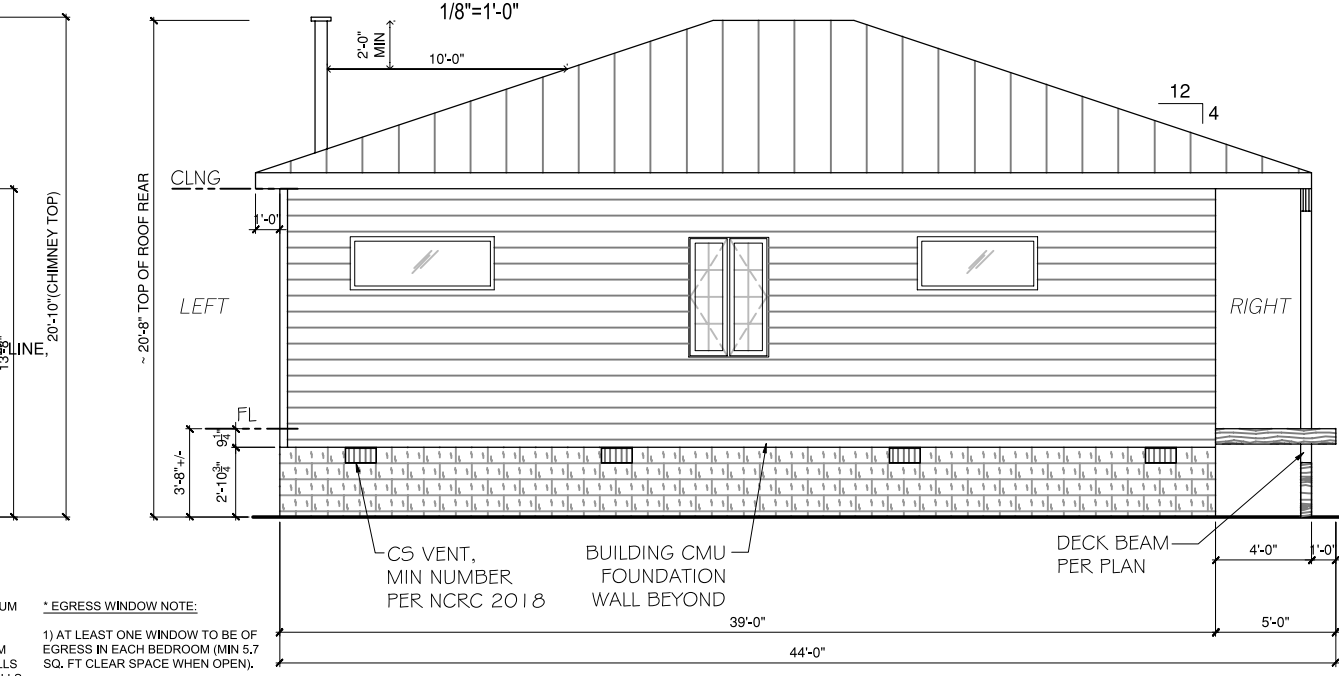 1/8"=1'-0"
2'-0"
MIN
10'-0"
12
4
CLNG
1'-0"
20'-10"(CHIMNEY TOP)
~ 20'-8" TOP OF ROOF REAR
LEFT
RIGHT
LINE,
FL
9¼"
3'-8"+/-
2'-10¾"
CS VENT,
MIN NUMBER
PER NCRC 2018
BUILDING CMU
FOUNDATION
WALL BEYOND
DECK BEAM
PER PLAN
4'-0"
1'-0"
39'-0"
5'-0"
44'-0"
UM
M
LLS
* EGRESS WINDOW NOTE:
1) AT LEAST ONE WINDOW TO BE OF
EGRESS IN EACH BEDROOM (MIN 5.7
SQ. FT CLEAR SPACE WHEN OPEN).